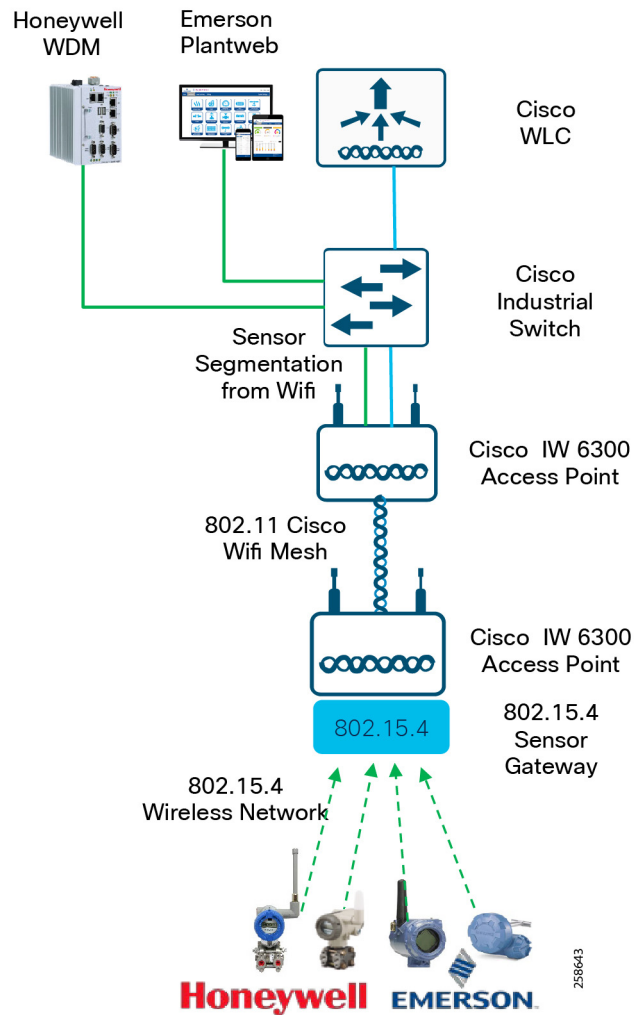 Honeywell
WDM
Emerson
Plantweb
Honeywell
Cisco
WLC
Cisco
Industrial
Switch
Sensor
Segmentation
from Wifi
Cisco IW 6300
Access Point
802.11 Cisco
Wifi Mesh
Cisco IW 6300
Access Point
802.15.4
802.15.4
Sensor
Gateway
802.15.4
Wireless Network
258643
Honeywell
EMERSON